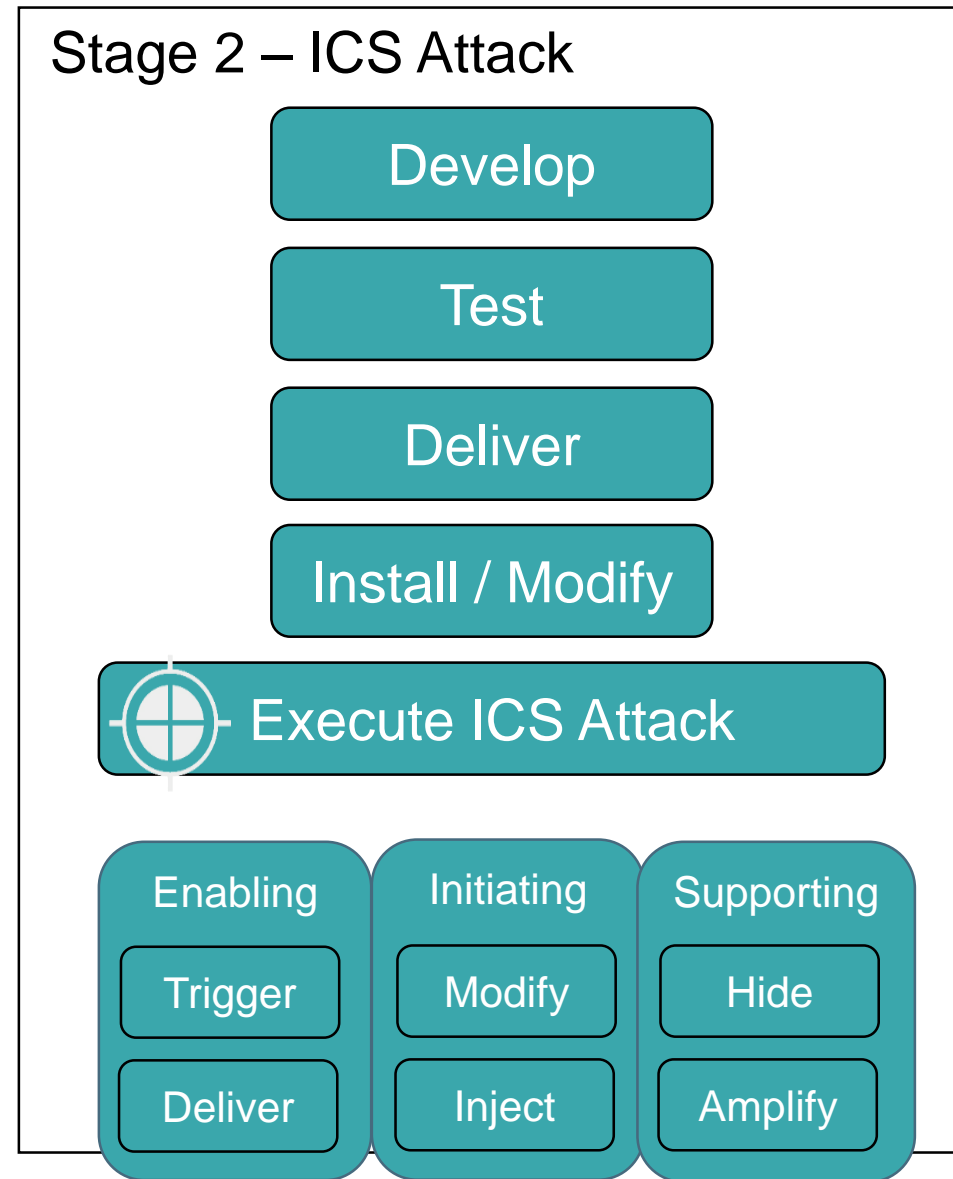 Stage 2 – ICS Attack
Develop
Test
Deliver
Install / Modify
Execute ICS Attack
Enabling
Trigger
Deliver
Initiating
Modify
Inject
Supporting
Hide
Amplify